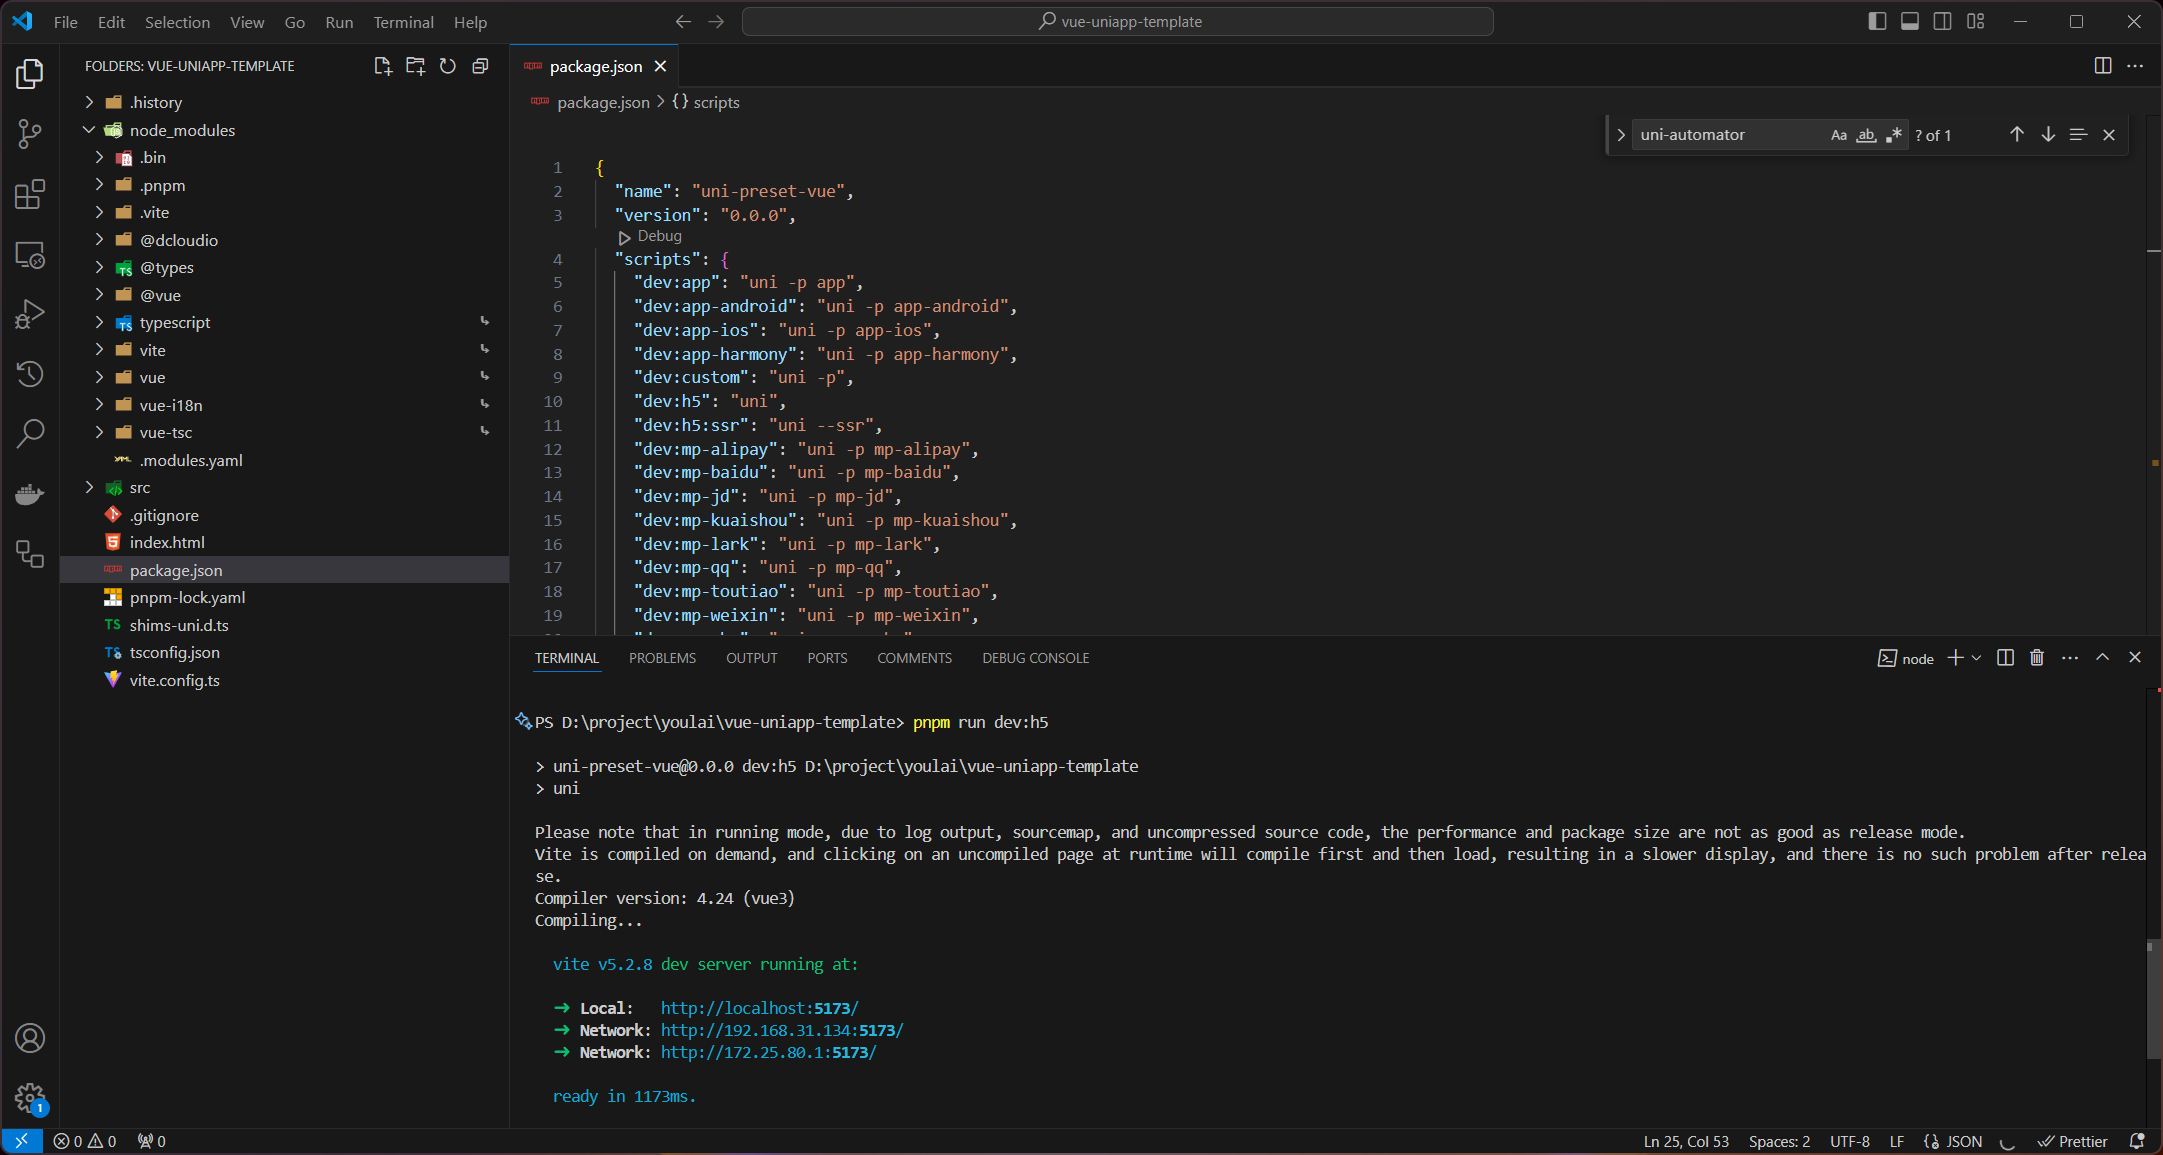 File Edit Selection View Go Run Terminal Help
vue-uniapp-template
FOLDERS: VUE-UNIAPP-TEMPLATE
.history
node_modules
.bin
.pnpm
.vite
@dcloudio
@types
@vue
typescript
vite
vue
vue-i18n
vue-tsc
.modules.yaml
src
.gitignore
index.html
package.json
pnpm-lock.yaml
shims-uni.d.ts
tsconfig.json
vite.config.ts
package.json
package.json > {} scripts
uni-automator Aa ab ? of 1
1 {
2 "name": "uni-preset-vue",
3 "version": "0.0.0",
Debug
4 "scripts": {
5 "dev:app": "uni -p app",
6 "dev:app-android": "uni -p app-android",
7 "dev:app-ios": "uni -p app-ios",
8 "dev:app-harmony": "uni -p app-harmony",
9 "dev:custom": "uni -p",
10 "dev:h5": "uni",
11 "dev:h5:ssr": "uni --ssr",
12 "dev:mp-alipay": "uni -p mp-alipay",
13 "dev:mp-baidu": "uni -p mp-baidu",
14 "dev:mp-jd": "uni -p mp-jd",
15 "dev:mp-kuaishou": "uni -p mp-kuaishou",
16 "dev:mp-lark": "uni -p mp-lark",
17 "dev:mp-qq": "uni -p mp-qq",
18 "dev:mp-toutiao": "uni -p mp-toutiao",
19 "dev:mp-weixin": "uni -p mp-weixin",
TERMINAL PROBLEMS OUTPUT PORTS COMMENTS DEBUG CONSOLE
node
PS D:\project\youlai\vue-uniapp-template> pnpm run dev:h5
> uni-preset-vue@0.0.0 dev:h5 D:\project\youlai\vue-uniapp-template
> uni
Please note that in running mode, due to log output, sourcemap, and uncompressed source code, the performance and package size are not as good as release mode.
Vite is compiled on demand, and clicking on an uncompiled page at runtime will compile first and then load, resulting in a slower display, and there is no such problem after relea
se.
Compiler version: 4.24 (vue3)
Compiling...
vite v5.2.8 dev server running at:
➜ Local: http://localhost:5173/
➜ Network: http://192.168.31.134:5173/
➜ Network: http://172.25.80.1:5173/
ready in 1173ms.
1
0 0 0
Ln 25, Col 53 Spaces: 2 UTF-8 LF JSON Prettier